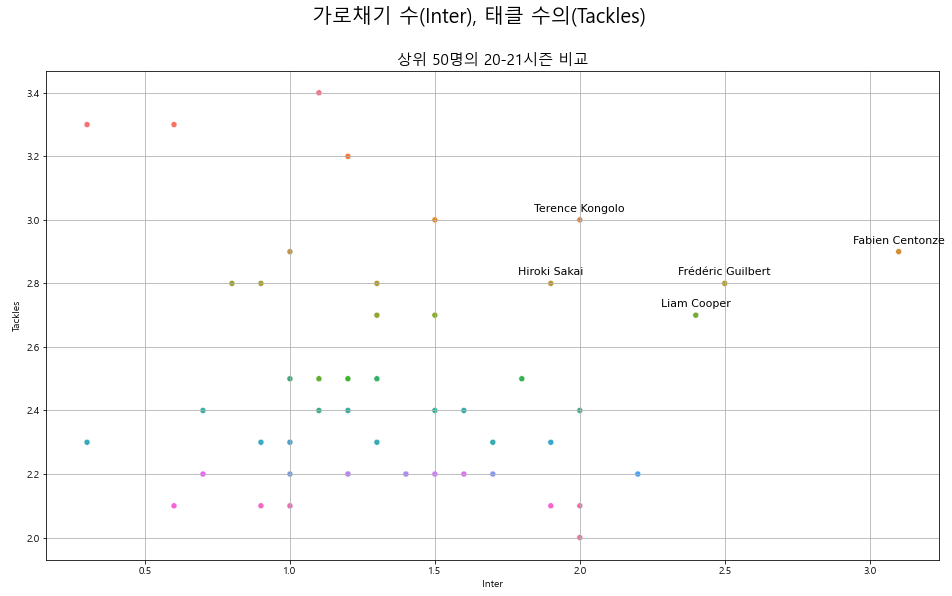 가로채기 수(Inter), 태클 수의(Tackles)
상위 50명의 20-21시즌 비교
3.4
3.2
Terence Kongolo
3.0
Fabien Centonze
Hiroki Sakai
Frédéric Guilbert
2.8
Liam Cooper
Tackles
2.6
2.4
2.2
2.0
0.5 1.0 1.5 2.0 2.5 3.0
Inter